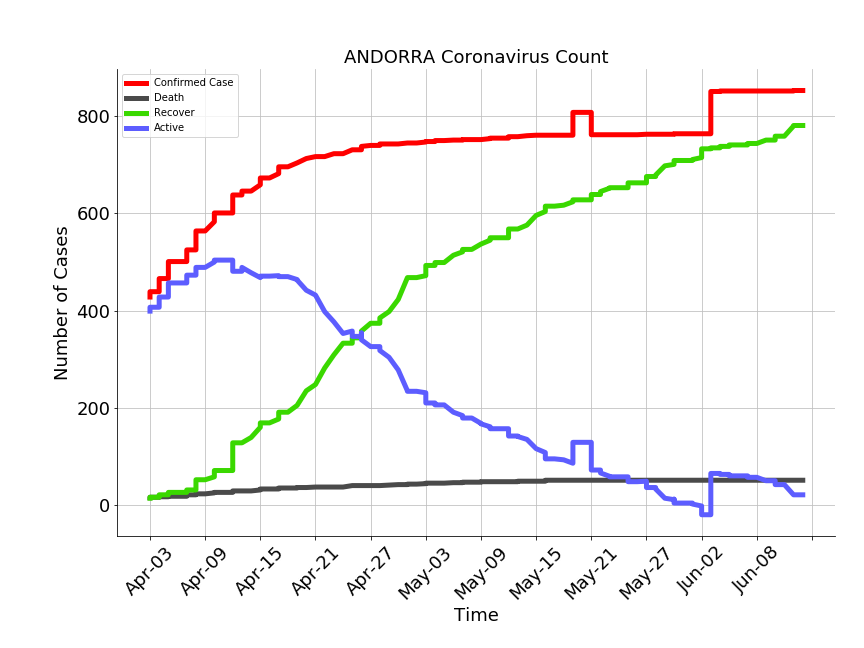 ANDORRA Coronavirus Count
Confirmed Case
Death
Recover
Active
800
600
400
200
0
Number of Cases
Apr-03
Apr-09
Apr-15
Apr-21
Apr-27
May-03
May-09
May-15
May-21
May-27
Jun-02
Jun-08
Time